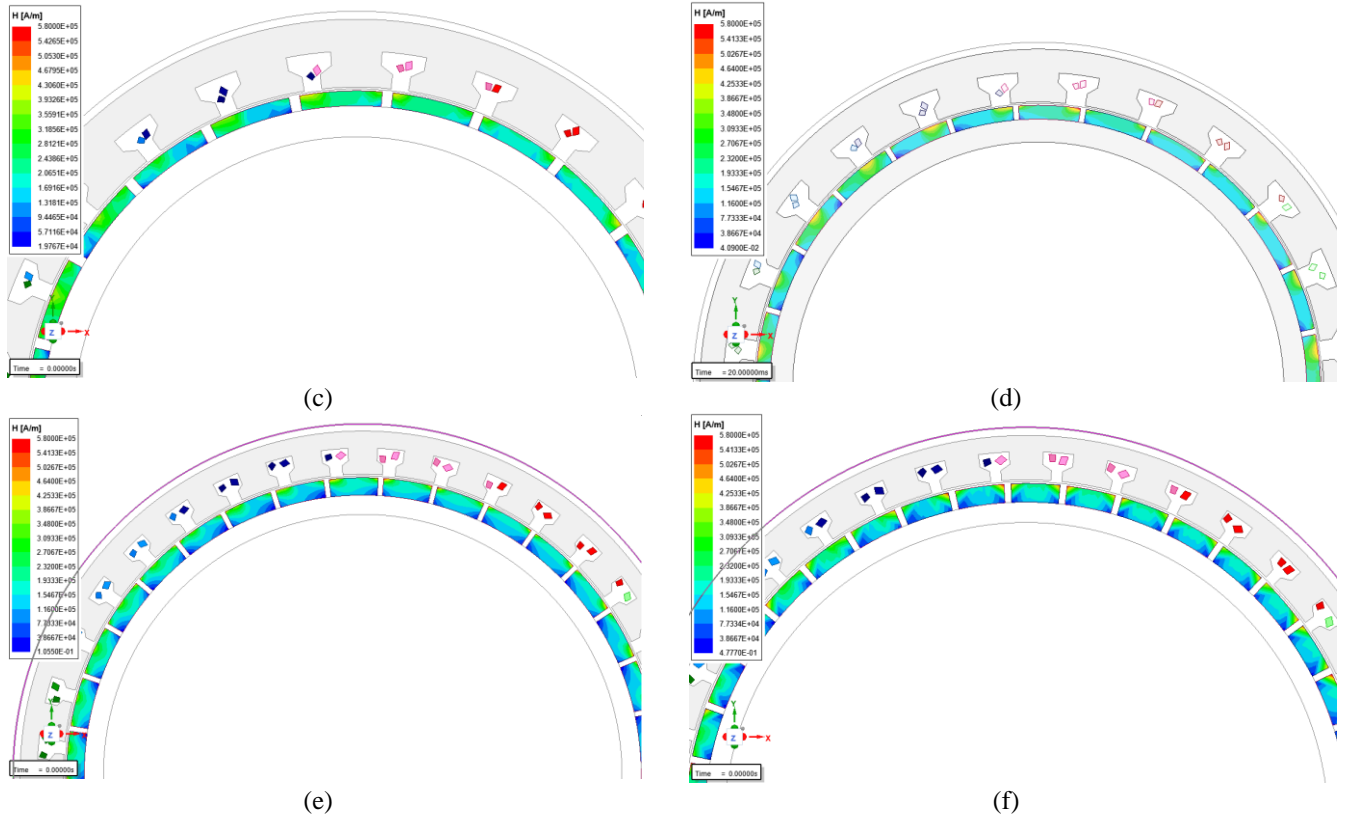 H [A/m]
5.8000E+05
5.4265E+05
5.0530E+05
4.6795E+05
4.3060E+05
3.9326E+05
3.5591E+05
3.1856E+05
2.8121E+05
2.4386E+05
2.0651E+05
1.6916E+05
1.3181E+05
9.4465E+04
5.7116E+04
1.9767E+04
Y
Z
X
Time = 0.00000s
(c)
H [A/m]
5.8000E+05
5.4133E+05
5.0267E+05
4.6400E+05
4.2533E+05
3.8667E+05
3.4800E+05
3.0933E+05
2.7067E+05
2.3200E+05
1.9333E+05
1.5467E+05
1.1600E+05
7.7333E+04
3.8667E+04
4.0900E-02
Y
Z
X
Time = 20.00000ms
(d)
H [A/m]
5.8000E+05
5.4133E+05
5.0267E+05
4.6400E+05
4.2533E+05
3.8667E+05
3.4800E+05
3.0933E+05
2.7067E+05
2.3200E+05
1.9333E+05
1.5467E+05
1.1600E+05
7.7333E+04
3.8667E+04
1.0550E-01
Y
Z
Time = 0.00000s
(e)
H [A/m]
5.8000E+05
5.4133E+05
5.0267E+05
4.6400E+05
4.2533E+05
3.8667E+05
3.4800E+05
3.0933E+05
2.7067E+05
2.3200E+05
1.9333E+05
1.5467E+05
1.1600E+05
7.7334E+04
3.8667E+04
4.7770E-01
Y
Z
X
Time = 0.00000s
(f)